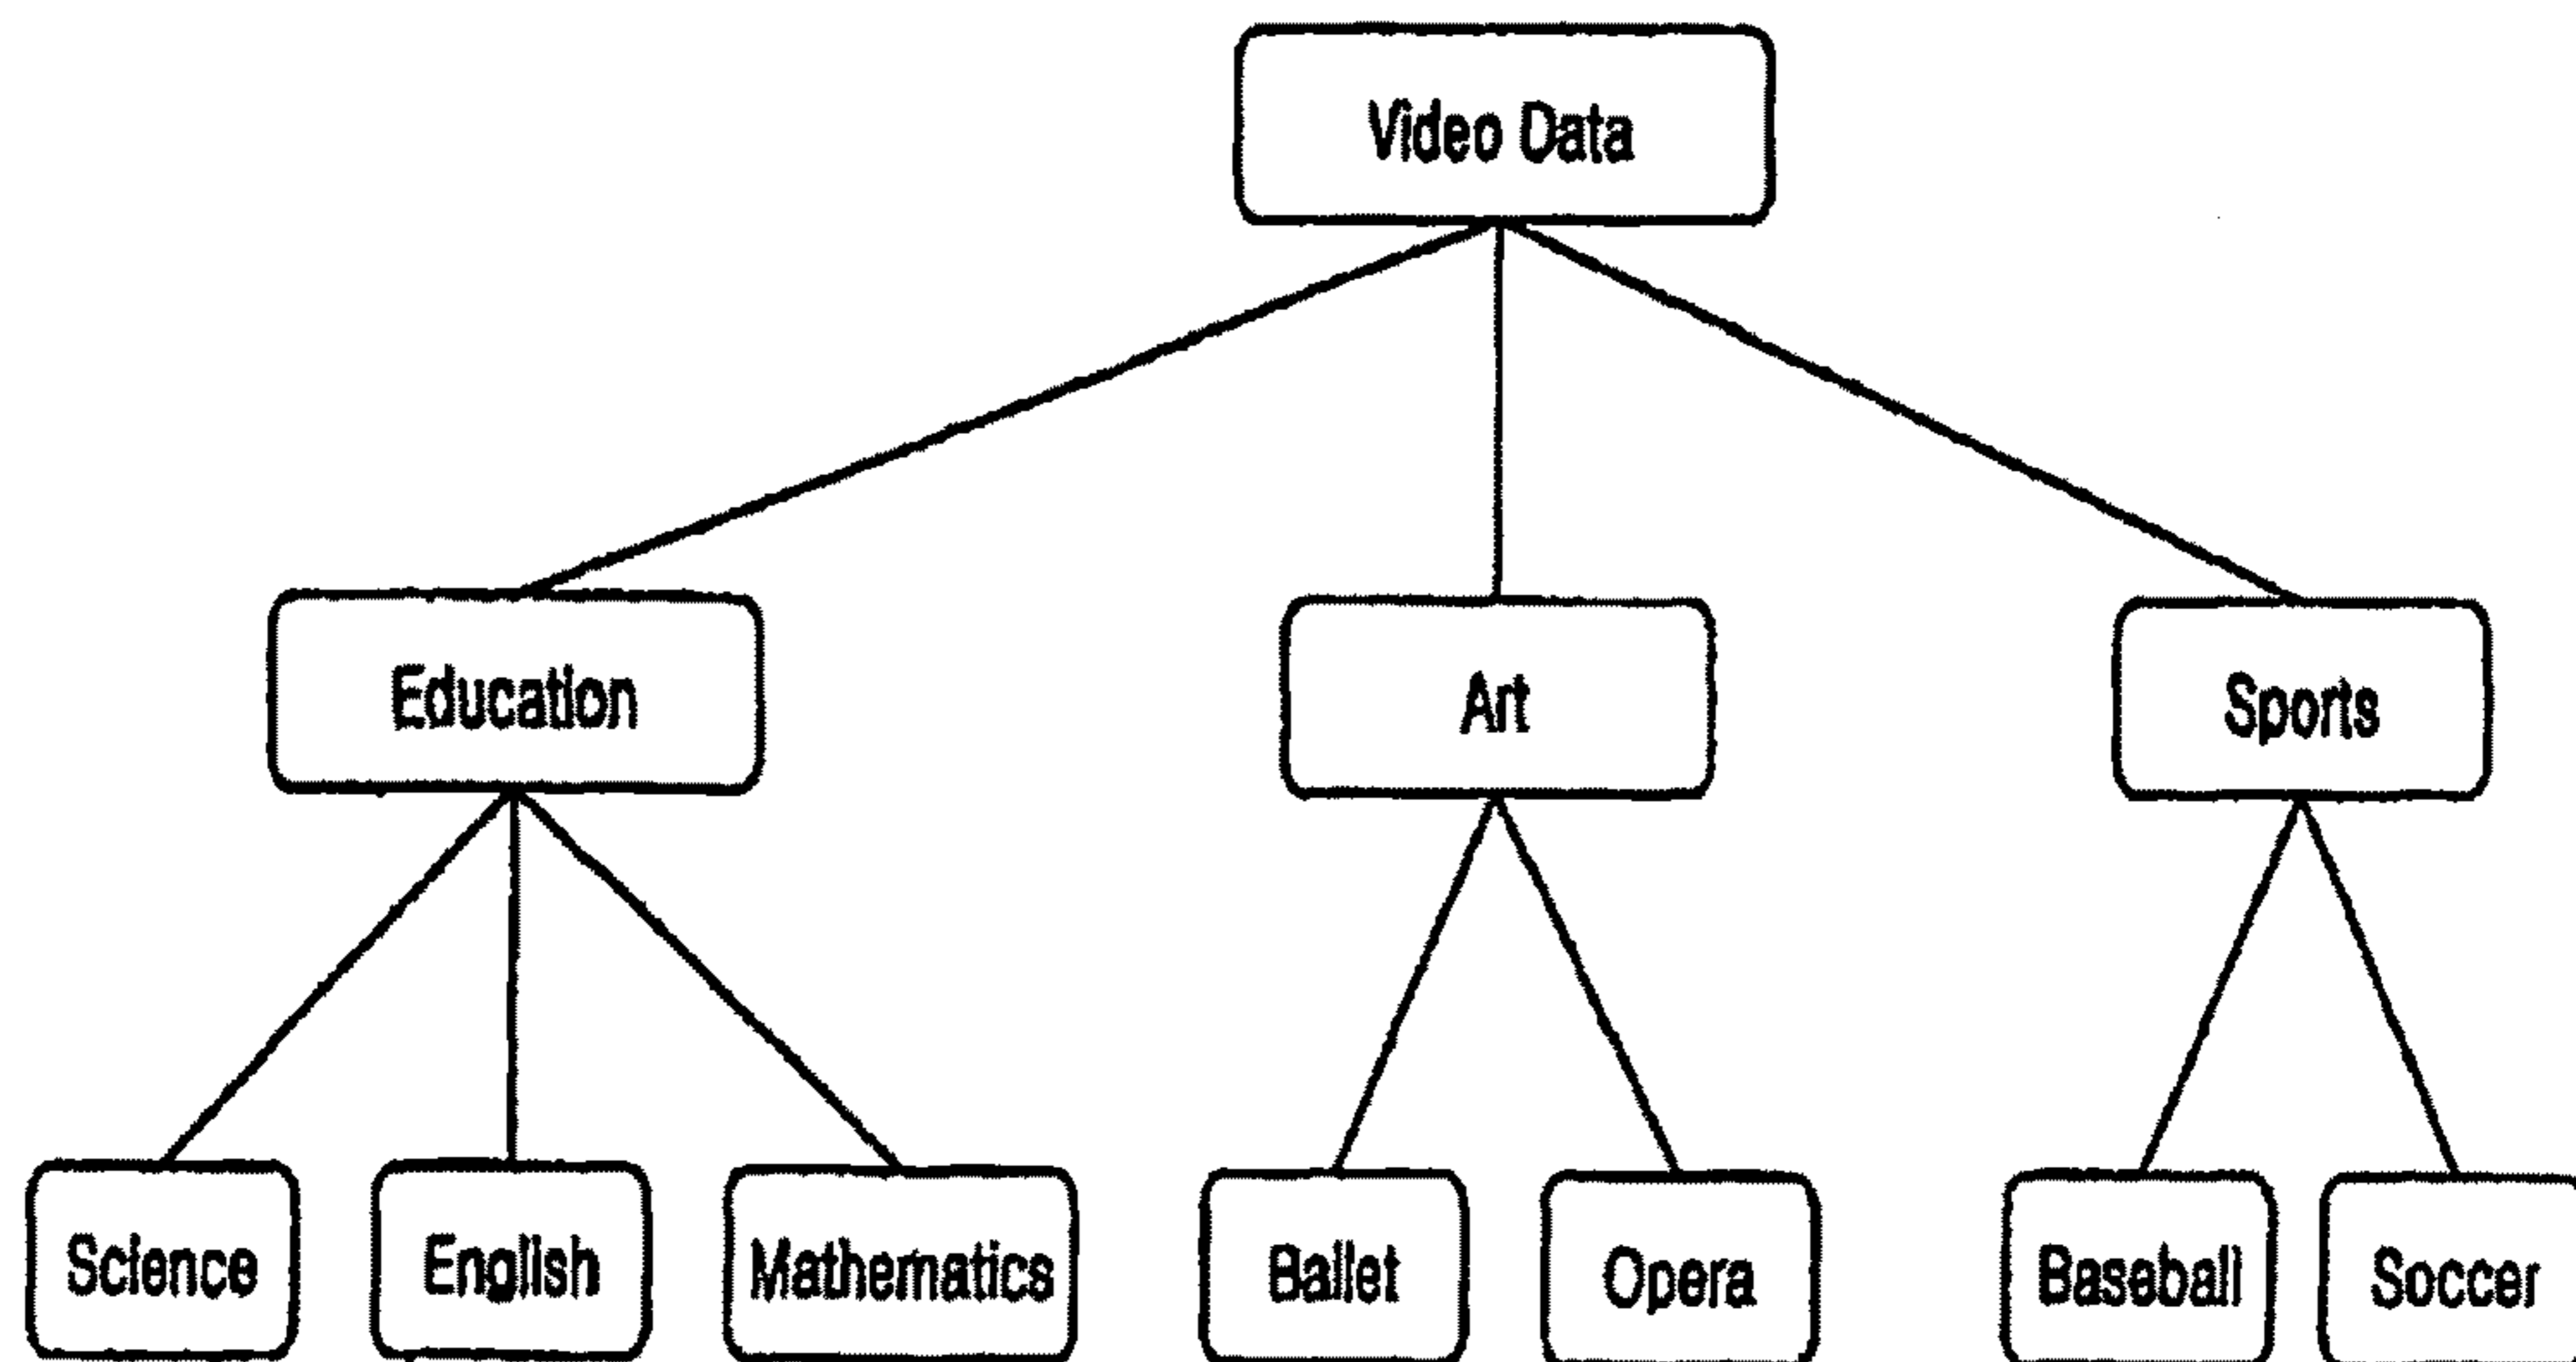 Video Data
Education
Art
Sports
Science
English
Mathematics
Ballet
Opera
Baseball
Soccer